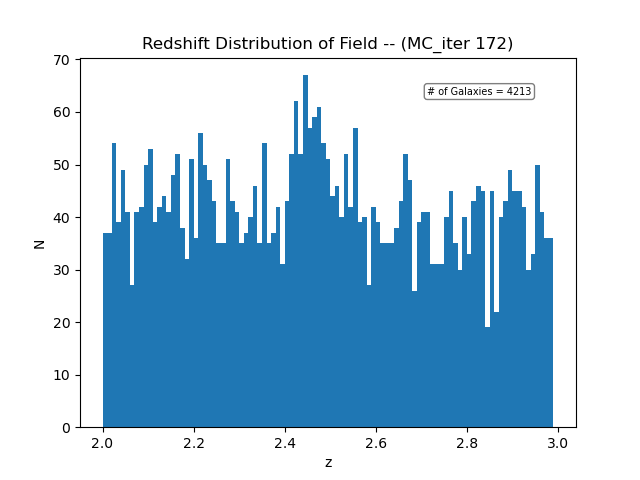 Redshift Distribution of Field -- (MC_iter 172)
# of Galaxies = 4213
70
60
50
40
30
20
10
0
N
2.0 2.2 2.4 2.6 2.8 3.0
z